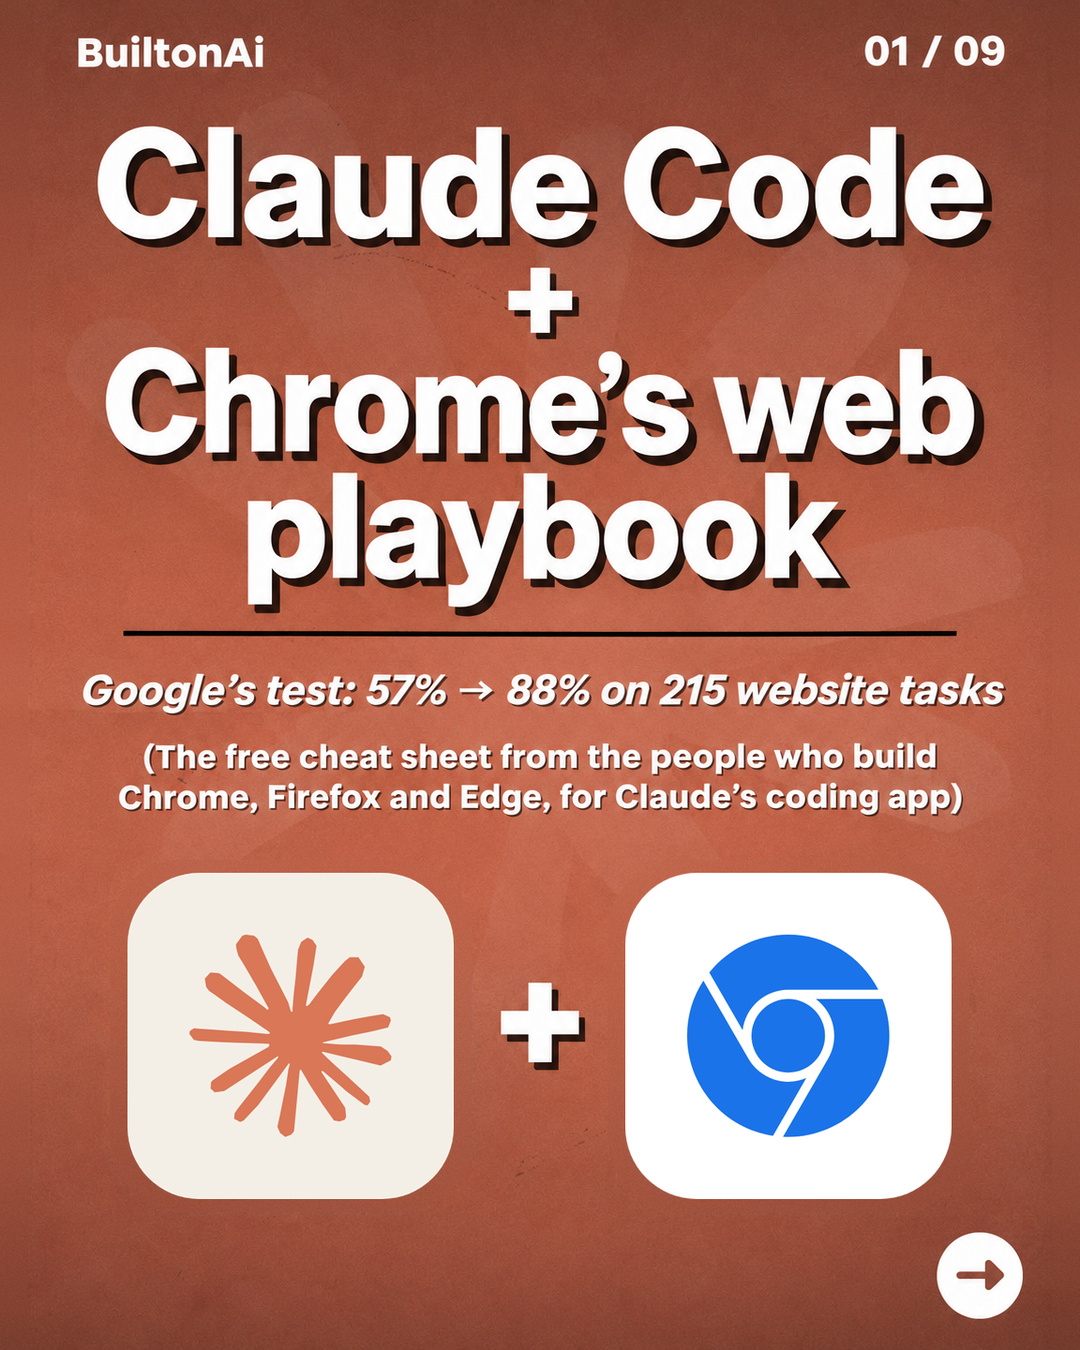 BuiltonAi
01 / 09
Claude Code
+
Chrome’s web
playbook
Google’s test: 57% → 88% on 215 website tasks
(The free cheat sheet from the people who build
Chrome, Firefox and Edge, for Claude’s coding app)
+